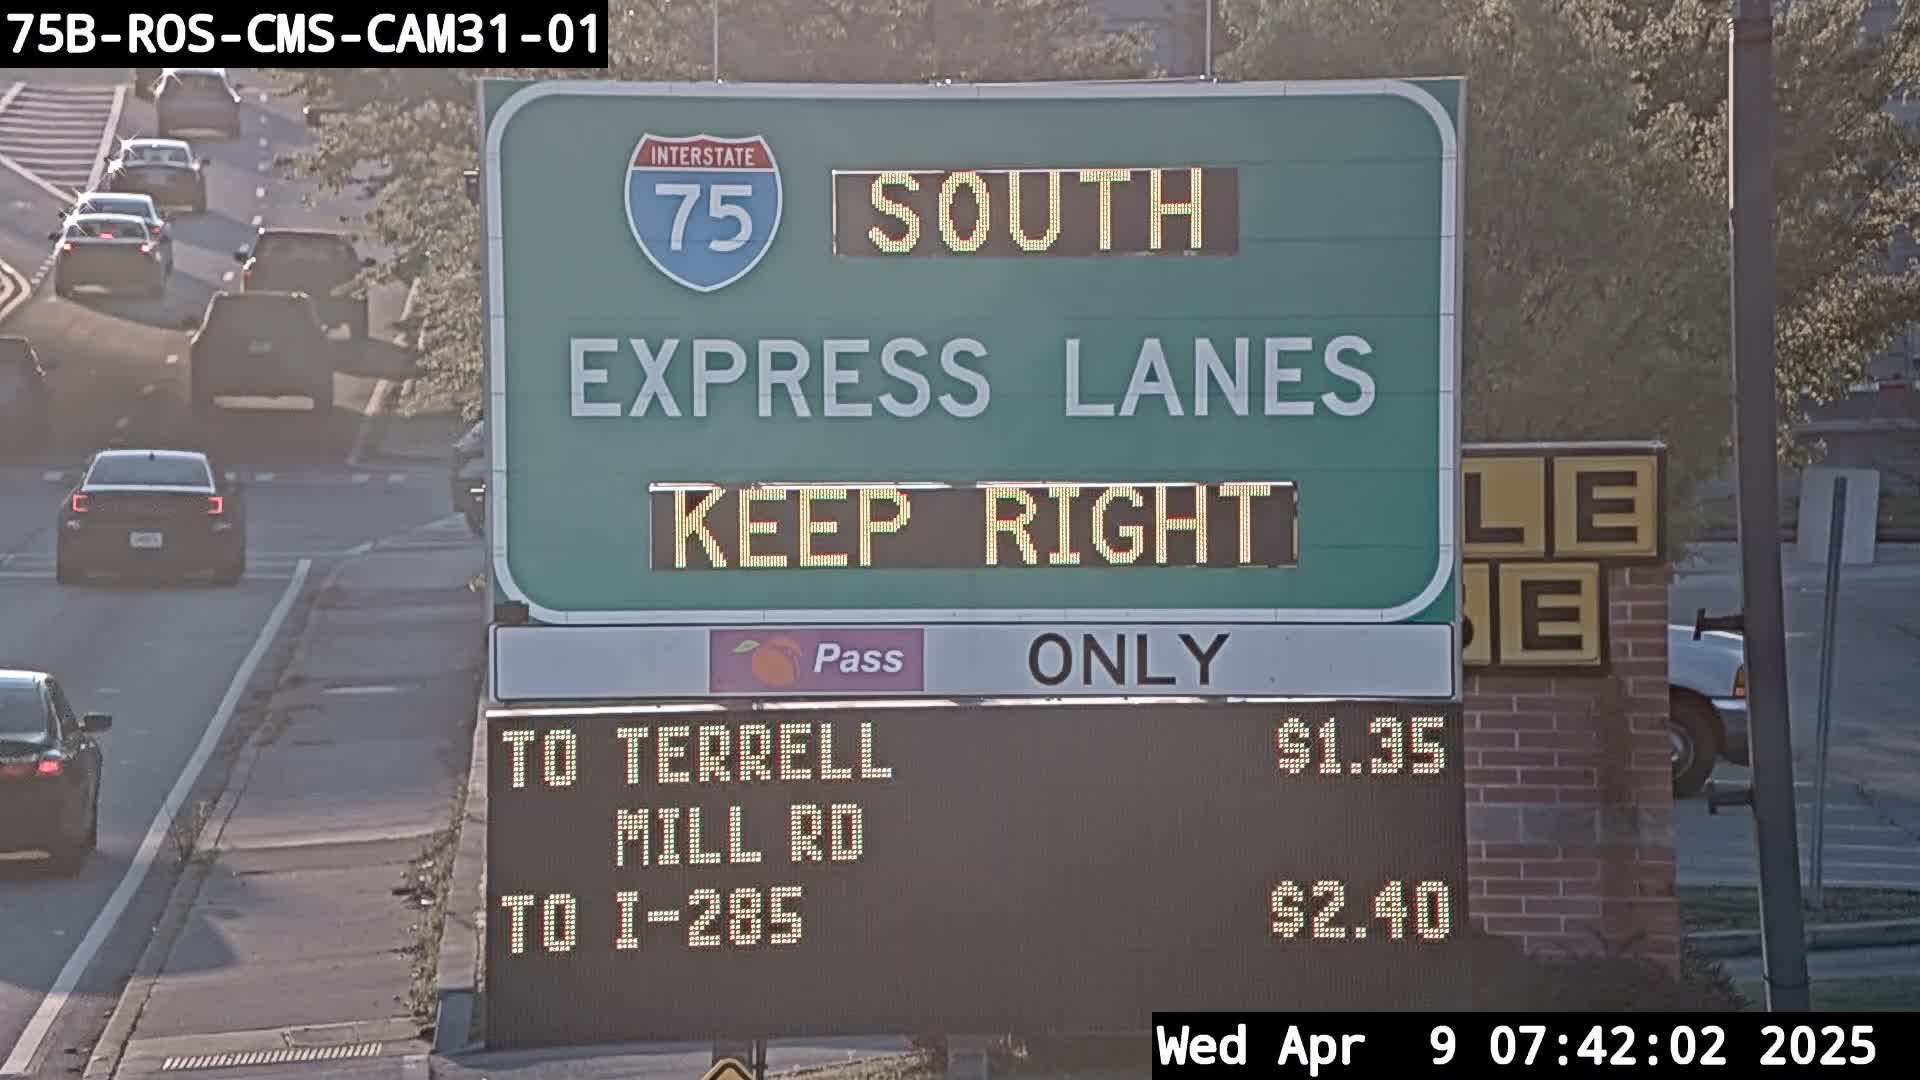 75B-ROS-CMS-CAM31-01
INTERSTATE
75
SOUTH
EXPRESS LANES
KEEP RIGHT
Pass ONLY
TO TERRELL $1.35
MILL RD
TO I-285 $2.40
LE
E
Wed Apr 9 07:42:02 2025